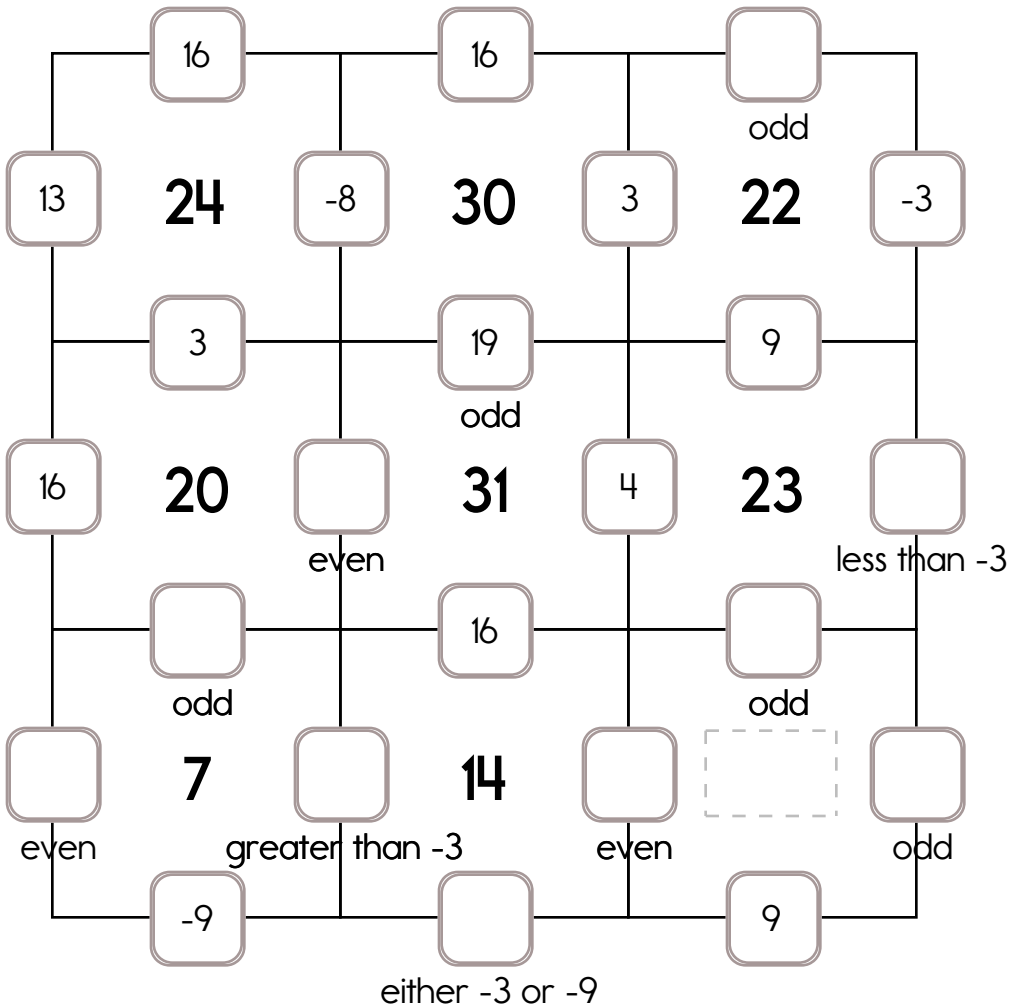 16 16
odd
13 24 -8 30 3 22 -3
3 19 9
odd
16 20 31 4 23
even less than -3
16
odd odd
7 14
even greater than -3 even odd
-9 9
either -3 or -9